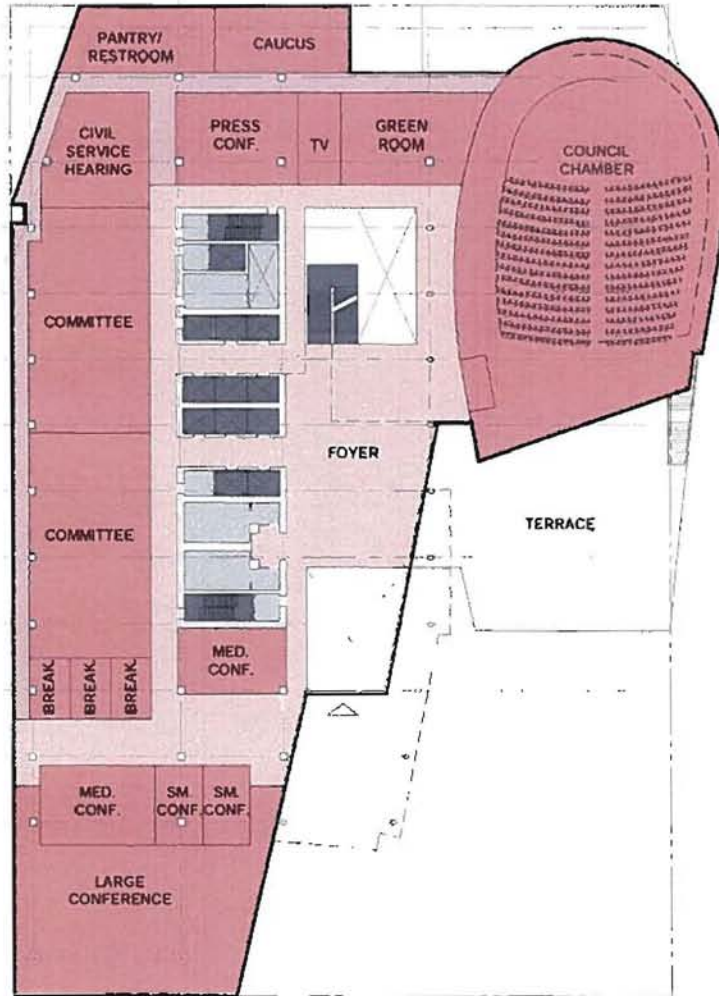 PANTRY/
RESTROOM
CAUCUS
CIVIL
SERVICE
HEARING
PRESS
CONF.
TV
GREEN
ROOM
COUNCIL
CHAMBER
COMMITTEE
FOYER
COMMITTEE
TERRACE
BREAK.
BREAK.
BREAK.
MED.
CONF.
MED.
CONF.
SM.
CONF.
SM.
CONF.
LARGE
CONFERENCE